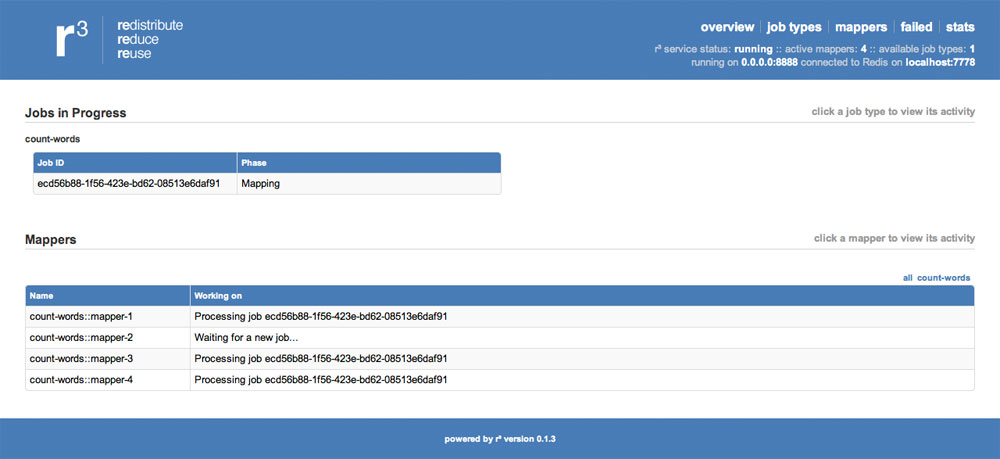 r³
redistribute
reduce
reuse
overview job types mappers failed stats
r³ service status: running :: active mappers: 4 :: available job types: 1
running on 0.0.0.0:8888 connected to Redis on localhost:7778
Jobs in Progress click a job type to view its activity
count-words
Job ID Phase
ecd56b88-1f56-423e-bd62-08513e6daf91 Mapping
Mappers click a mapper to view its activity
all count-words
Name Working on
count-words::mapper-1 Processing job ecd56b88-1f56-423e-bd62-08513e6daf91
count-words::mapper-2 Waiting for a new job...
count-words::mapper-3 Processing job ecd56b88-1f56-423e-bd62-08513e6daf91
count-words::mapper-4 Processing job ecd56b88-1f56-423e-bd62-08513e6daf91
powered by r³ version 0.1.3